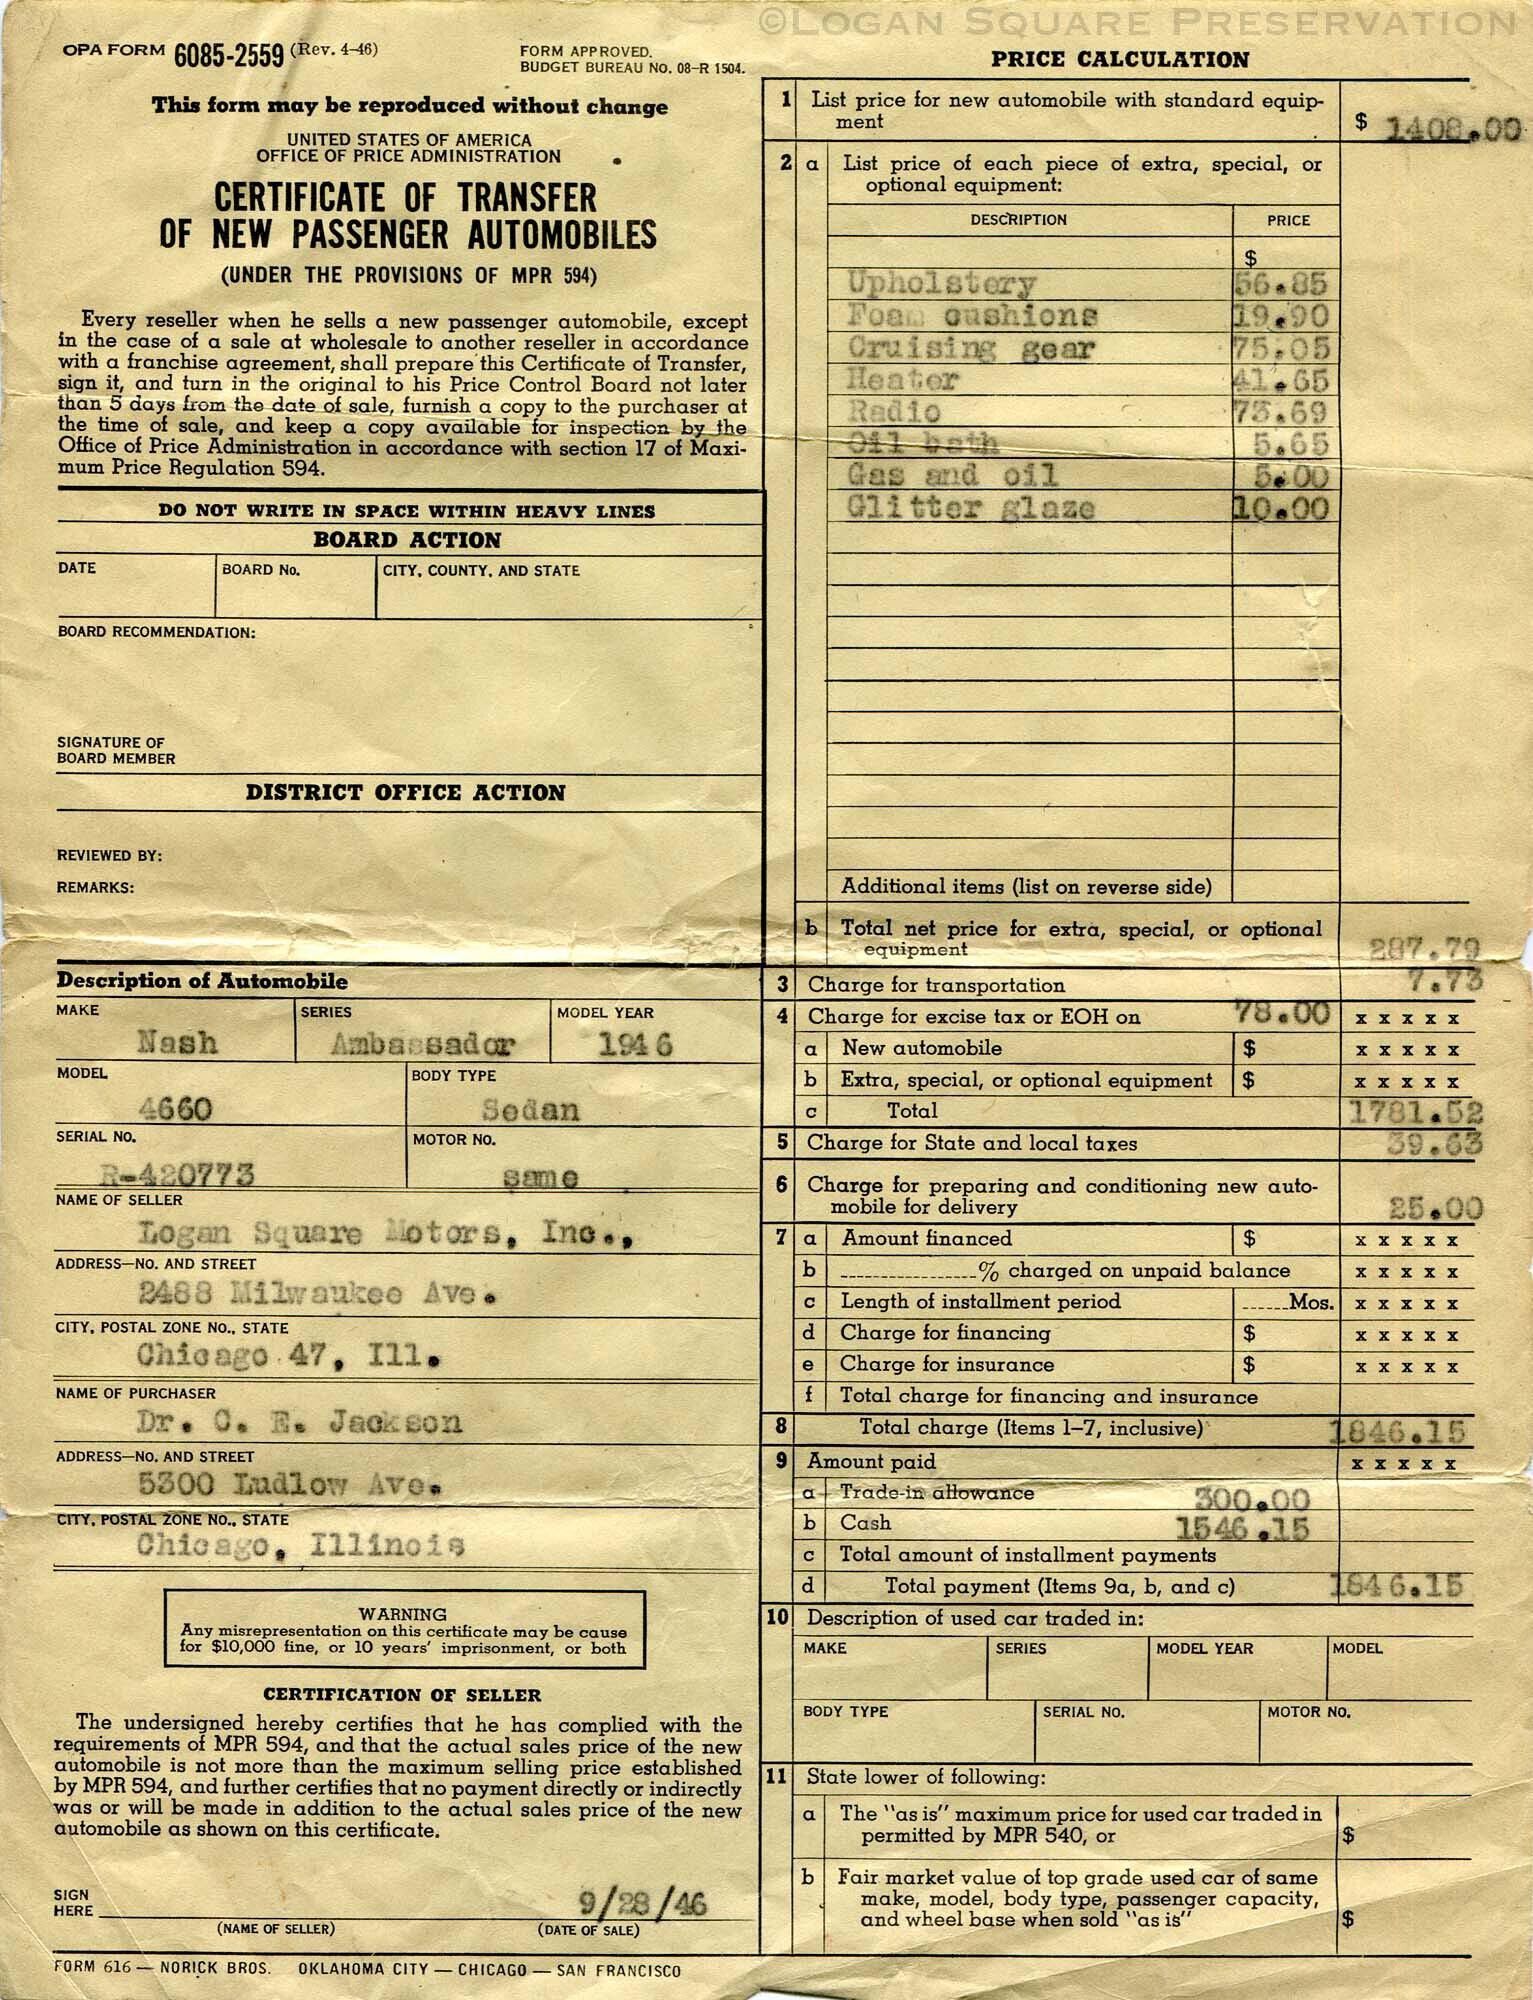 ©LOGAN SQUARE PRESERVATION
OPA FORM 6085-2559 (Rev. 4-46)
FORM APPROVED.
BUDGET BUREAU No. 08-R 1504.
This form may be reproduced without change
UNITED STATES OF AMERICA
OFFICE OF PRICE ADMINISTRATION
CERTIFICATE OF TRANSFER
OF NEW PASSENGER AUTOMOBILES
(UNDER THE PROVISIONS OF MPR 594)
Every reseller when he sells a new passenger automobile, except
in the case of a sale at wholesale to another reseller in accordance
with a franchise agreement, shall prepare this Certificate of Transfer,
sign it, and turn in the original to his Price Control Board not later
than 5 days from the date of sale, furnish a copy to the purchaser at
the time of sale, and keep a copy available for inspection by the
Office of Price Administration in accordance with section 17 of Maxi-
mum Price Regulation 594.
DO NOT WRITE IN SPACE WITHIN HEAVY LINES
BOARD ACTION
DATE BOARD No. CITY, COUNTY, AND STATE
BOARD RECOMMENDATION:
SIGNATURE OF
BOARD MEMBER
DISTRICT OFFICE ACTION
REVIEWED BY:
REMARKS:
Description of Automobile
MAKE SERIES MODEL YEAR
Nash Ambassador 1946
MODEL BODY TYPE
4660 Sedan
SERIAL NO. MOTOR NO.
R-420773 same
NAME OF SELLER
Logan Square Motors, Inc.,
ADDRESS—NO. AND STREET
2488 Milwaukee Ave.
CITY, POSTAL ZONE NO., STATE
Chicago 47, Ill.
NAME OF PURCHASER
Dr. C. E. Jackson
ADDRESS—NO. AND STREET
5300 Ludlow Ave.
CITY, POSTAL ZONE NO., STATE
Chicago, Illinois
WARNING
Any misrepresentation on this certificate may be cause
for $10,000 fine, or 10 years' imprisonment, or both
CERTIFICATION OF SELLER
The undersigned hereby certifies that he has complied with the
requirements of MPR 594, and that the actual sales price of the new
automobile is not more than the maximum selling price established
by MPR 594, and further certifies that no payment directly or indirectly
was or will be made in addition to the actual sales price of the new
automobile as shown on this certificate.
SIGN
HERE 9/28/46
(NAME OF SELLER) (DATE OF SALE)
FORM 616 — NORICK BROS. OKLAHOMA CITY — CHICAGO — SAN FRANCISCO
PRICE CALCULATION
1 List price for new automobile with standard equip-
ment $ 1408.00
2 a List price of each piece of extra, special, or
optional equipment:
DESCRIPTION PRICE
$
Upholstery 56.85
Foam cushions 19.90
Cruising gear 75.05
Heater 41.65
Radio 73.69
Oil bath 5.65
Gas and oil 5.00
Glitter glaze 10.00
Additional items (list on reverse side)
b Total net price for extra, special, or optional
equipment 287.79
3 Charge for transportation 7.73
4 Charge for excise tax or EOH on 78.00 x x x x x
a New automobile $ x x x x x
b Extra, special, or optional equipment $ x x x x x
c Total 1781.52
5 Charge for State and local taxes 39.63
6 Charge for preparing and conditioning new auto-
mobile for delivery 25.00
7 a Amount financed $ x x x x x
b % charged on unpaid balance x x x x x
c Length of installment period Mos. x x x x x
d Charge for financing $ x x x x x
e Charge for insurance $ x x x x x
f Total charge for financing and insurance
8 Total charge (Items 1-7, inclusive) 1846.15
9 Amount paid x x x x x
a Trade-in allowance 300.00
b Cash 1546.15
c Total amount of installment payments
d Total payment (Items 9a, b, and c) 1846.15
10 Description of used car traded in:
MAKE SERIES MODEL YEAR MODEL
BODY TYPE SERIAL NO. MOTOR NO.
11 State lower of following:
a The "as is" maximum price for used car traded in
permitted by MPR 540, or $
b Fair market value of top grade used car of same
make, model, body type, passenger capacity,
and wheel base when sold "as is" $